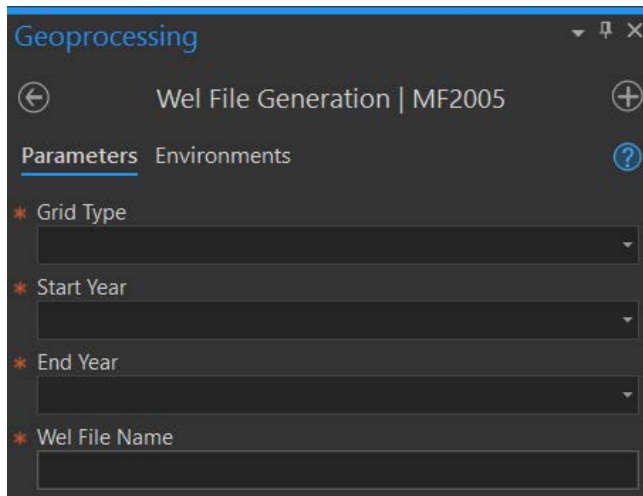 Geoprocessing
Wel File Generation | MF2005
Parameters Environments
* Grid Type
* Start Year
* End Year
* Wel File Name